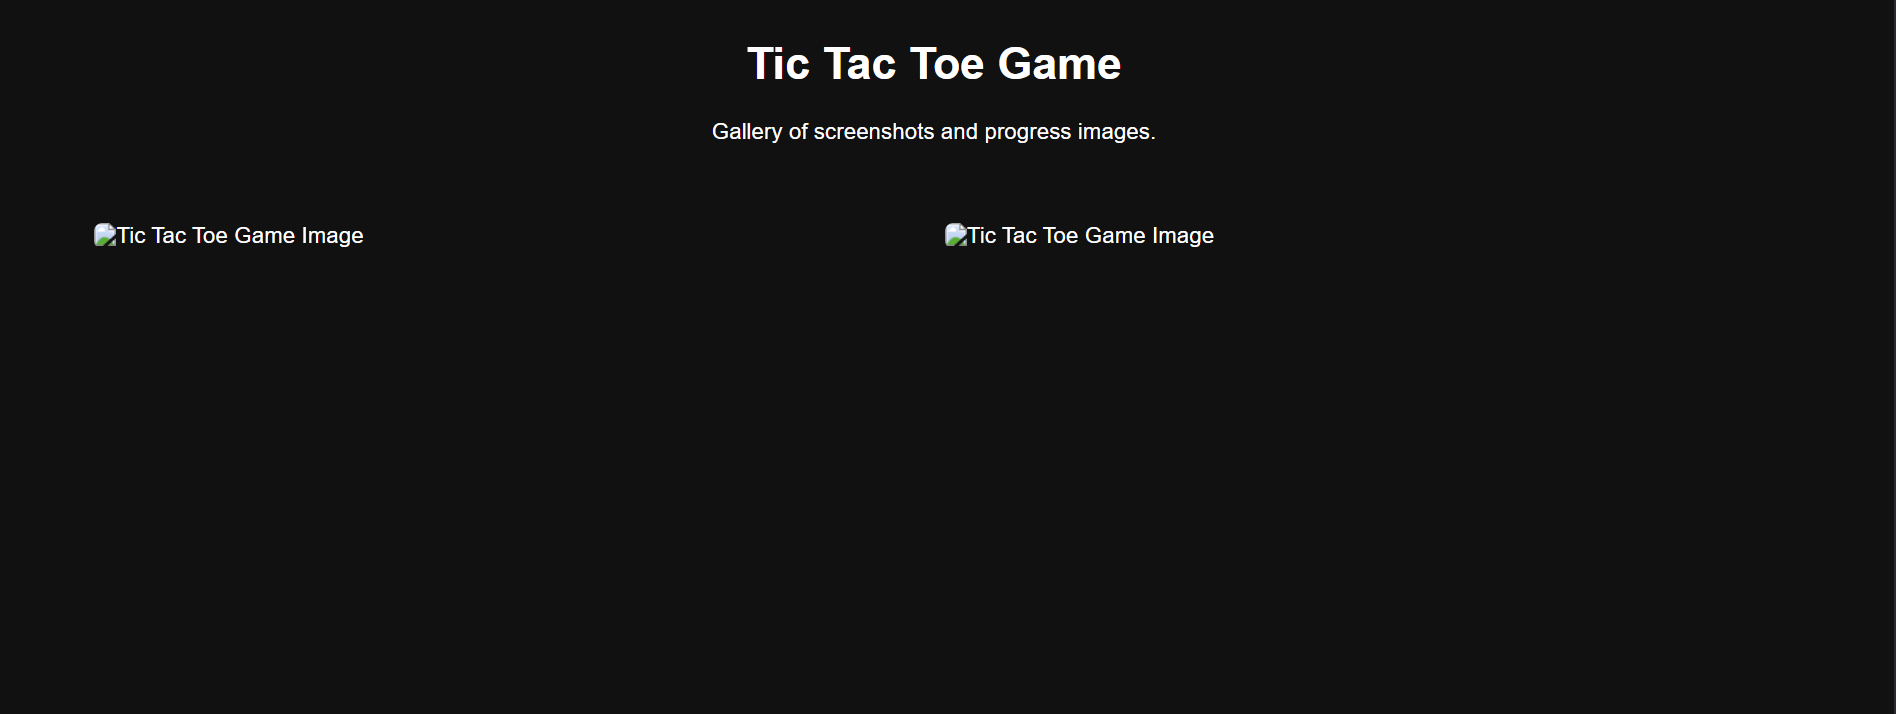 Tic Tac Toe Game
Gallery of screenshots and progress images.
Tic Tac Toe Game Image
Tic Tac Toe Game Image